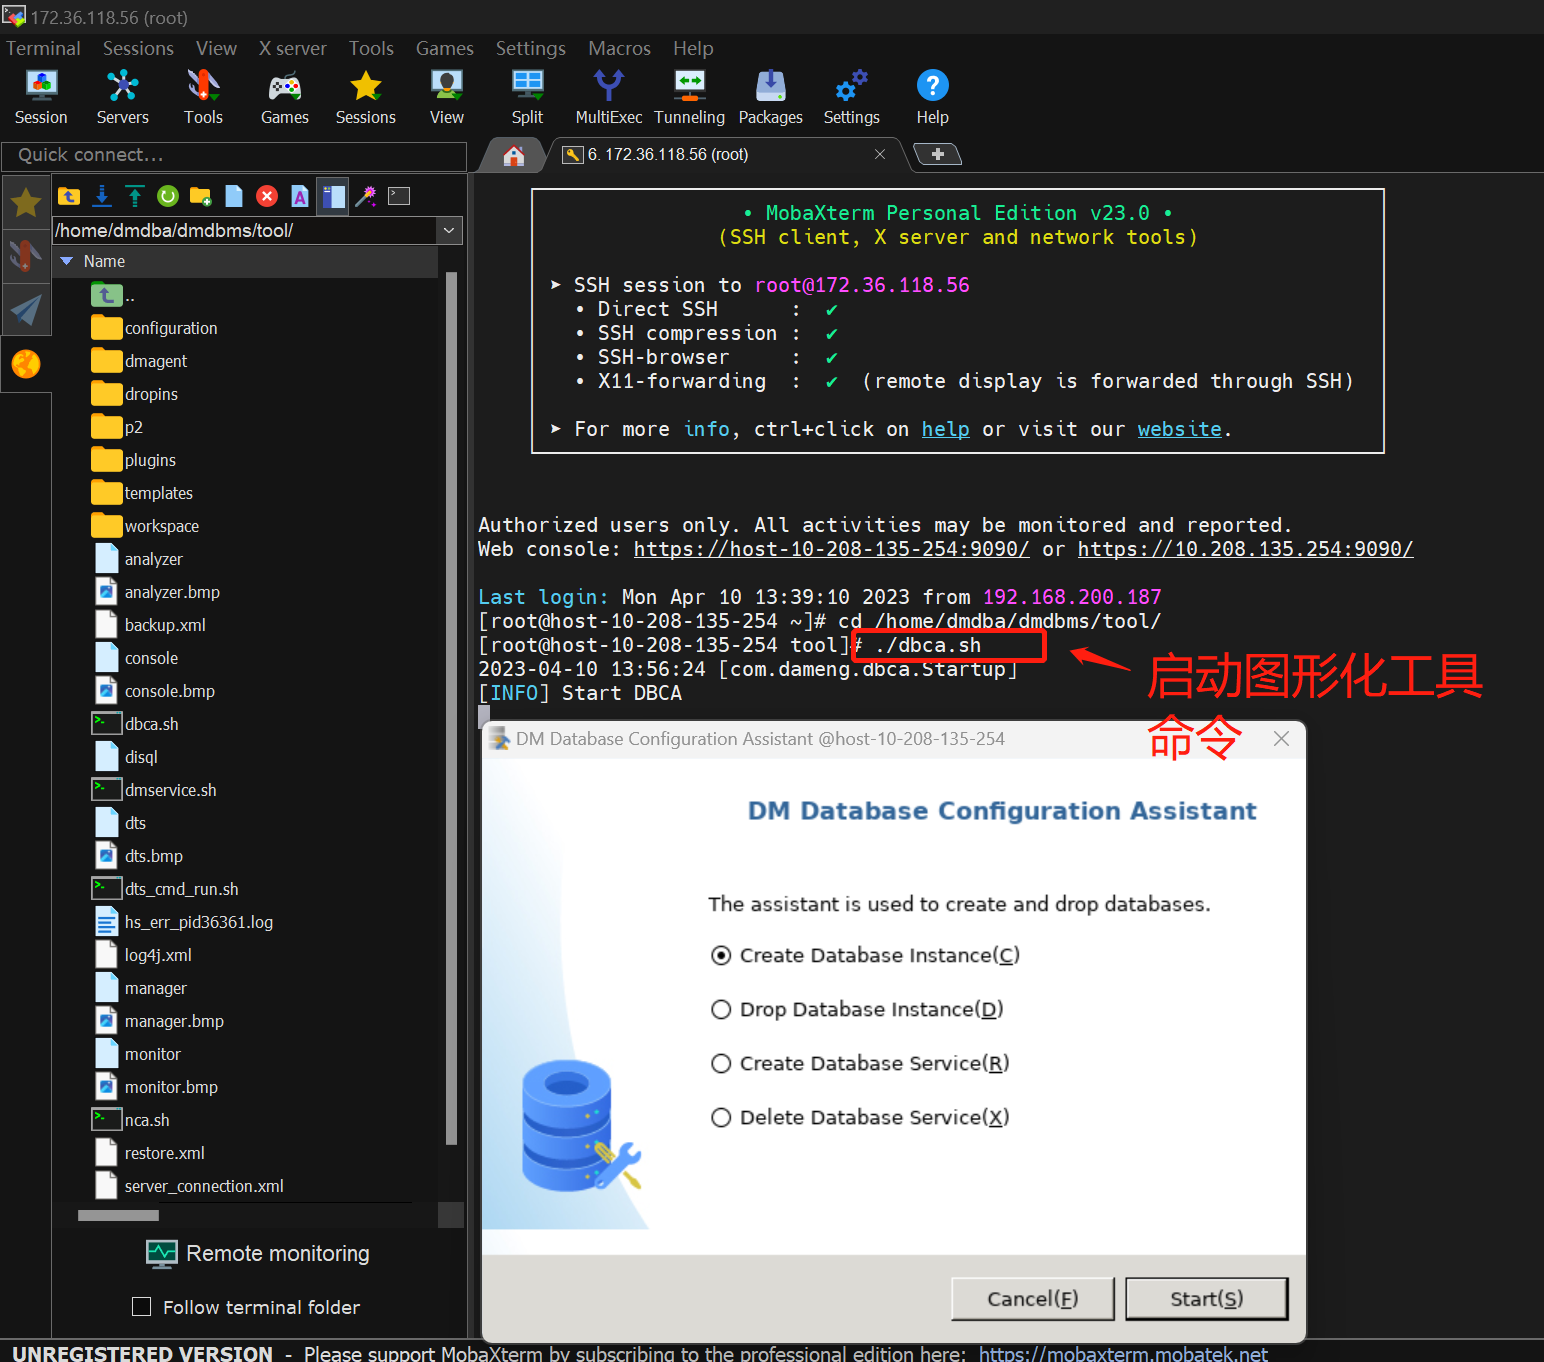 172.36.118.56 (root)
Terminal Sessions View X server Tools Games Settings Macros Help
Session Servers Tools Games Sessions View Split MultiExec Tunneling Packages Settings Help
Quick connect...
6. 172.36.118.56 (root)
/home/dmdba/dmdbms/tool/
Name
..
configuration
dmagent
dropins
p2
plugins
templates
workspace
analyzer
analyzer.bmp
backup.xml
console
console.bmp
dbca.sh
disql
dmservice.sh
dts
dts.bmp
dts_cmd_run.sh
hs_err_pid36361.log
log4j.xml
manager
manager.bmp
monitor
monitor.bmp
nca.sh
restore.xml
server_connection.xml
Remote monitoring
Follow terminal folder
• MobaXterm Personal Edition v23.0 •
(SSH client, X server and network tools)
➤ SSH session to root@172.36.118.56
• Direct SSH : ✔
• SSH compression : ✔
• SSH-browser : ✔
• X11-forwarding : ✔ (remote display is forwarded through SSH)
➤ For more info, ctrl+click on help or visit our website.
Authorized users only. All activities may be monitored and reported.
Web console: https://host-10-208-135-254:9090/ or https://10.208.135.254:9090/
Last login: Mon Apr 10 13:39:10 2023 from 192.168.200.187
[root@host-10-208-135-254 ~]# cd /home/dmdba/dmdbms/tool/
[root@host-10-208-135-254 tool]# ./dbca.sh
2023-04-10 13:56:24 [com.dameng.dbca.Startup]
[INFO] Start DBCA
启动图形化工具
命令
DM Database Configuration Assistant @host-10-208-135-254
DM Database Configuration Assistant
The assistant is used to create and drop databases.
Create Database Instance(C)
Drop Database Instance(D)
Create Database Service(R)
Delete Database Service(X)
Cancel(F) Start(S)
UNREGISTERED VERSION - Please support MobaXterm by subscribing to the professional edition here: https://mobaxterm.mobatek.net